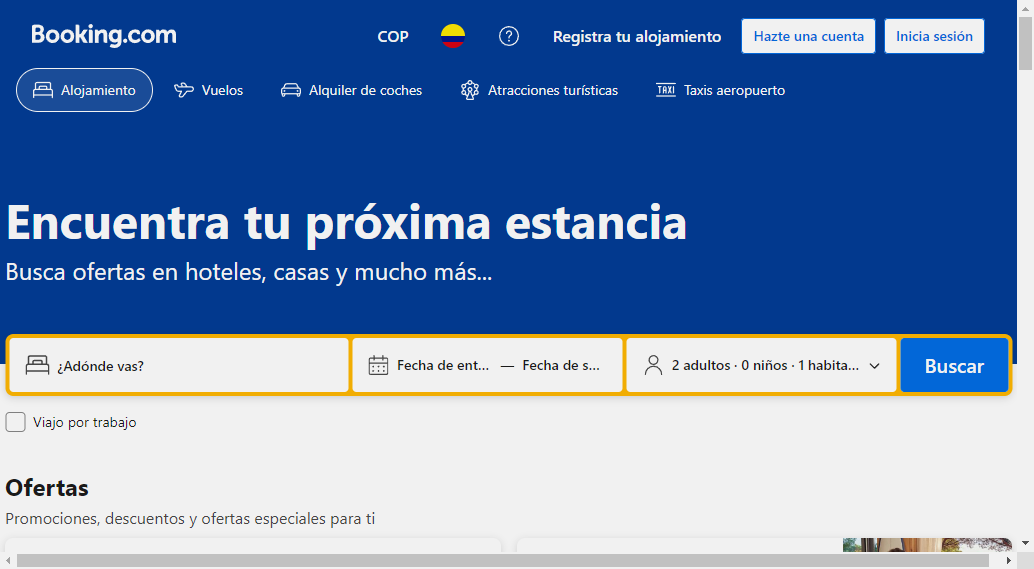 Booking.com
COP
Registra tu alojamiento
Hazte una cuenta
Inicia sesión
Alojamiento
Vuelos
Alquiler de coches
Atracciones turísticas
TAXI
Taxis aeropuerto
Encuentra tu próxima estancia
Busca ofertas en hoteles, casas y mucho más...
¿Adónde vas?
Fecha de ent... — Fecha de s...
2 adultos · 0 niños · 1 habita...
Buscar
Viajo por trabajo
Ofertas
Promociones, descuentos y ofertas especiales para ti